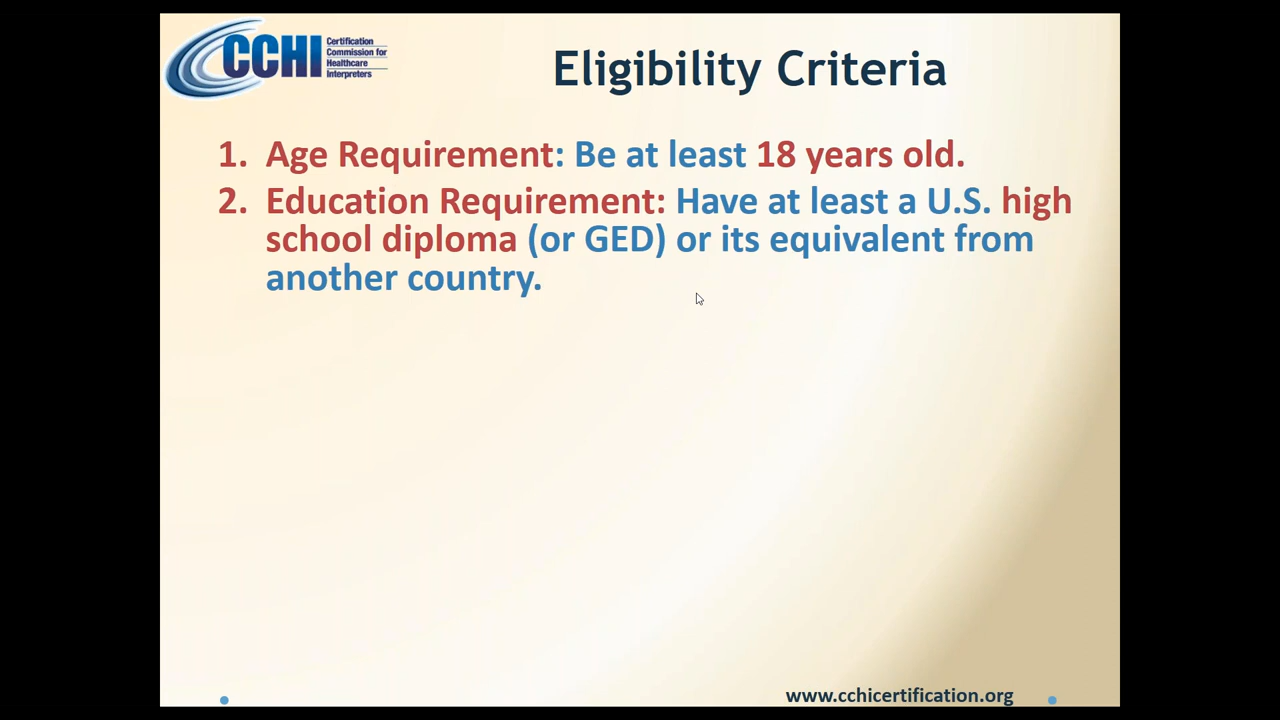 CCHI
Certification
Commission for
Healthcare
Interpreters
Eligibility Criteria
1. Age Requirement: Be at least 18 years old.
2. Education Requirement: Have at least a U.S. high
school diploma (or GED) or its equivalent from
another country.
www.cchicertification.org